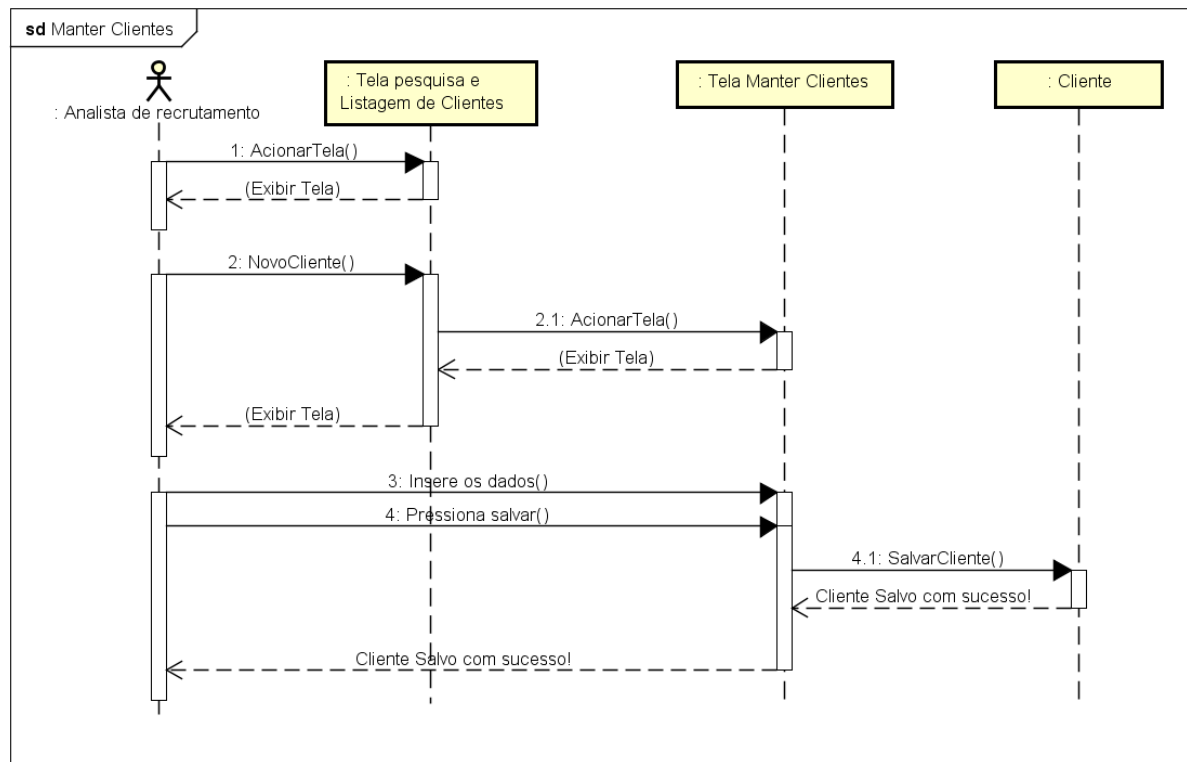 sd Manter Clientes
: Analista de recrutamento
: Tela pesquisa e
Listagem de Clientes
: Tela Manter Clientes
: Cliente
1: AcionarTela()
(Exibir Tela)
2: NovoCliente()
2.1: AcionarTela()
(Exibir Tela)
(Exibir Tela)
3: Insere os dados()
4: Pressiona salvar()
4.1: SalvarCliente()
Cliente Salvo com sucesso!
Cliente Salvo com sucesso!